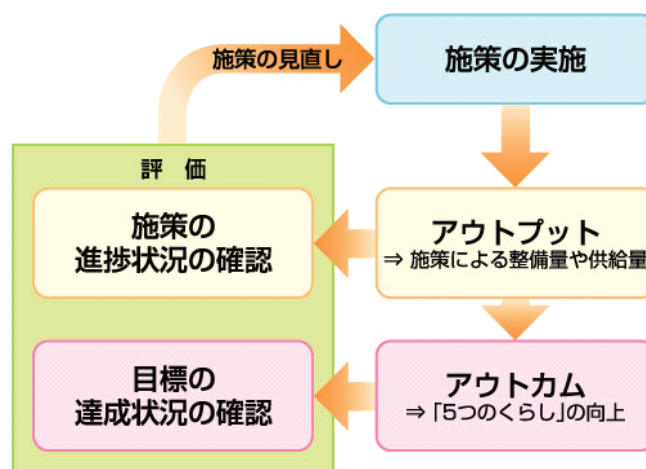 施策の見直し
施策の実施
評 価
施策の
進捗状況の確認
アウトプット
⇒ 施策による整備量や供給量
目標の
達成状況の確認
アウトカム
⇒「5つのくらし」の向上